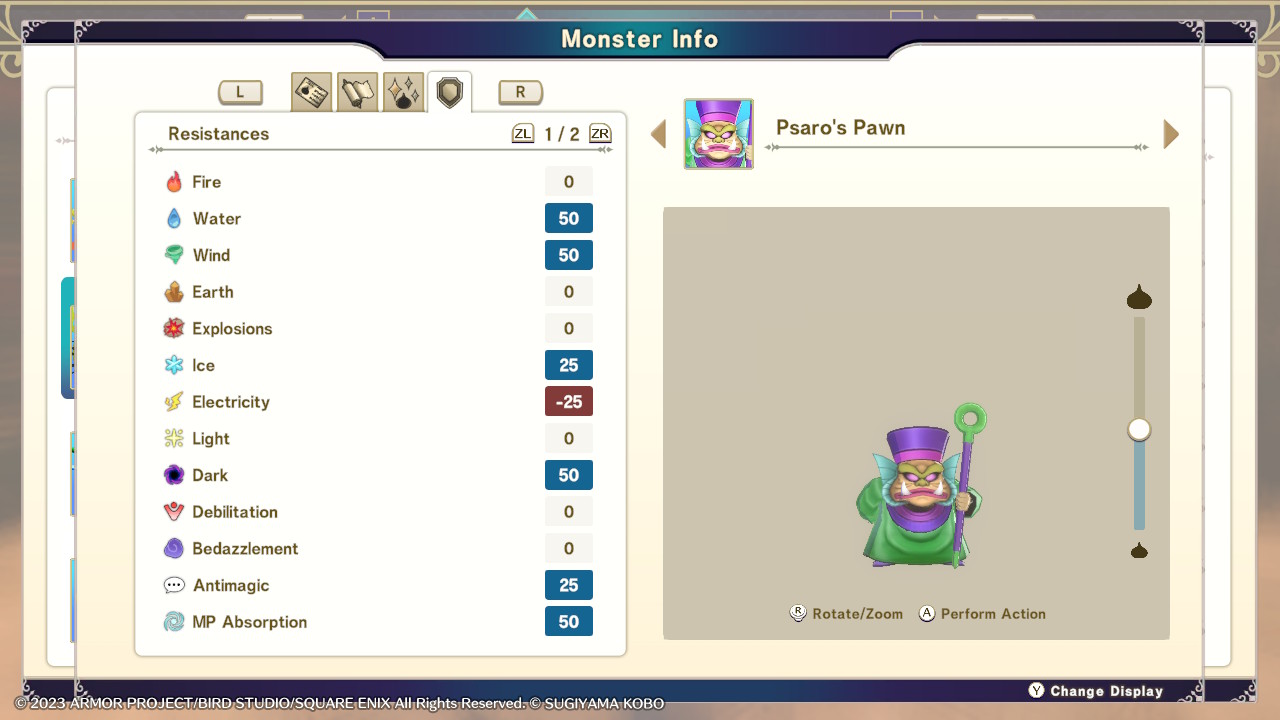 Monster Info
L
R
Resistances
ZL 1 / 2 ZR
Fire 0
Water 50
Wind 50
Earth 0
Explosions 0
Ice 25
Electricity -25
Light 0
Dark 50
Debilitation 0
Bedazzlement 0
Antimagic 25
MP Absorption 50
Psaro's Pawn
R Rotate/Zoom A Perform Action
Y Change Display
© 2023 ARMOR PROJECT/BIRD STUDIO/SQUARE ENIX All Rights Reserved. © SUGIYAMA KOBO